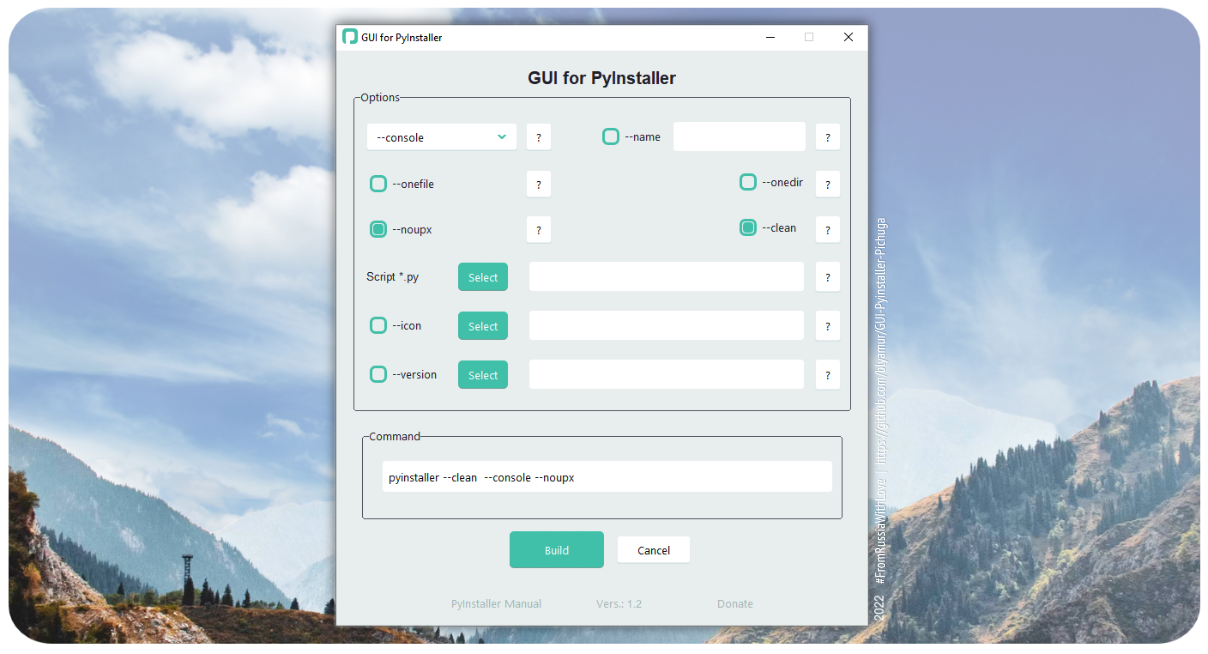 GUI for PyInstaller
GUI for PyInstaller
Options
--console ? --name ?
--onefile ? --onedir ?
--noupx ? --clean ?
Script *.py Select ?
--icon Select ?
--version Select ?
Command
pyinstaller --clean  --console --noupx
Build Cancel
PyInstaller Manual Vers.: 1.2 Donate
2022 #FromRussiaWithLove | https://github.com/blyamur/GUI-Pyinstaller-Pichuga